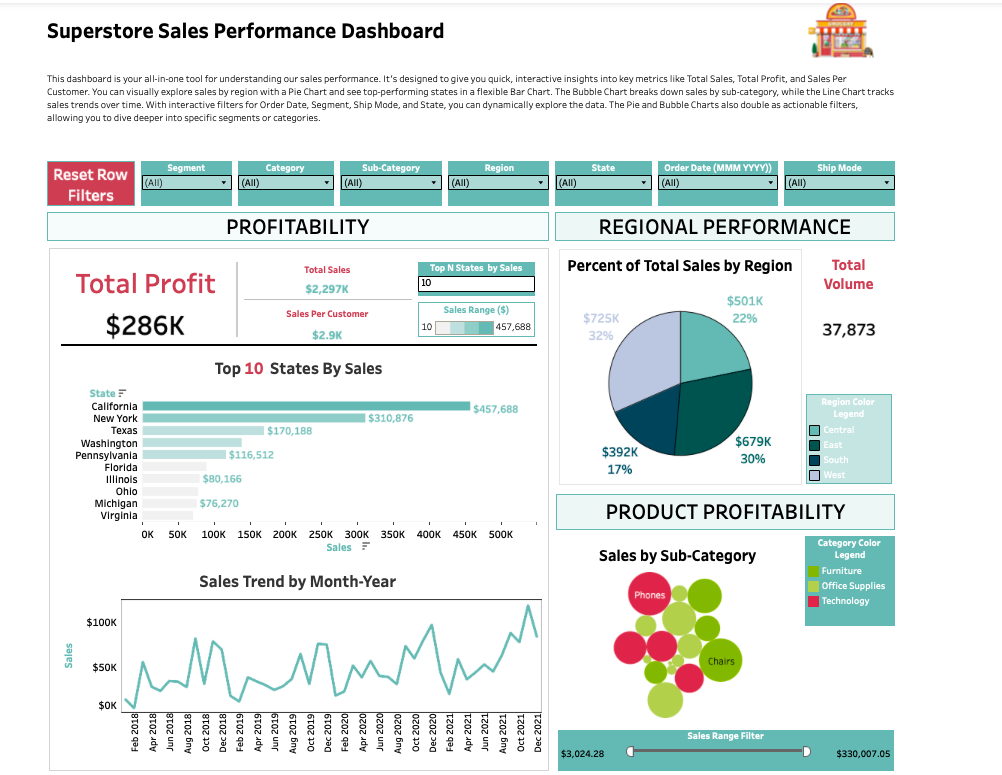 Superstore Sales Performance Dashboard
This dashboard is your all-in-one tool for understanding our sales performance. It's designed to give you quick, interactive insights into key metrics like Total Sales, Total Profit, and Sales Per
Customer. You can visually explore sales by region with a Pie Chart and see top-performing states in a flexible Bar Chart. The Bubble Chart breaks down sales by sub-category, while the Line Chart tracks
sales trends over time. With interactive filters for Order Date, Segment, Ship Mode, and State, you can dynamically explore the data. The Pie and Bubble Charts also double as actionable filters,
allowing you to dive deeper into specific segments or categories.
Reset Row
Filters
Segment
(All)
Category
(All)
Sub-Category
(All)
Region
(All)
State
(All)
Order Date (MMM YYYY))
(All)
Ship Mode
(All)
PROFITABILITY
Total Profit
$286K
Total Sales
$2,297K
Sales Per Customer
$2.9K
Top N States by Sales
10
Sales Range ($)
10
457,688
Top 10 States By Sales
State
California
$457,688
New York
$310,876
Texas
$170,188
Washington
Pennsylvania
$116,512
Florida
Illinois
$80,166
Ohio
Michigan
$76,270
Virginia
0K 50K 100K 150K 200K 250K 300K 350K 400K 450K 500K
Sales
Sales Trend by Month-Year
Sales
$100K
$50K
$0K
Feb 2018
Apr 2018
Jun 2018
Aug 2018
Oct 2018
Dec 2018
Feb 2019
Apr 2019
Jun 2019
Aug 2019
Oct 2019
Dec 2019
Feb 2020
Apr 2020
Jun 2020
Aug 2020
Oct 2020
Dec 2020
Feb 2021
Apr 2021
Jun 2021
Aug 2021
Oct 2021
Dec 2021
REGIONAL PERFORMANCE
Percent of Total Sales by Region
$501K
22%
$725K
32%
$679K
30%
$392K
17%
Total
Volume
37,873
Region Color
Legend
Central
East
South
West
PRODUCT PROFITABILITY
Sales by Sub-Category
Phones
Chairs
Category Color
Legend
Furniture
Office Supplies
Technology
Sales Range Filter
$3,024.28
$330,007.05